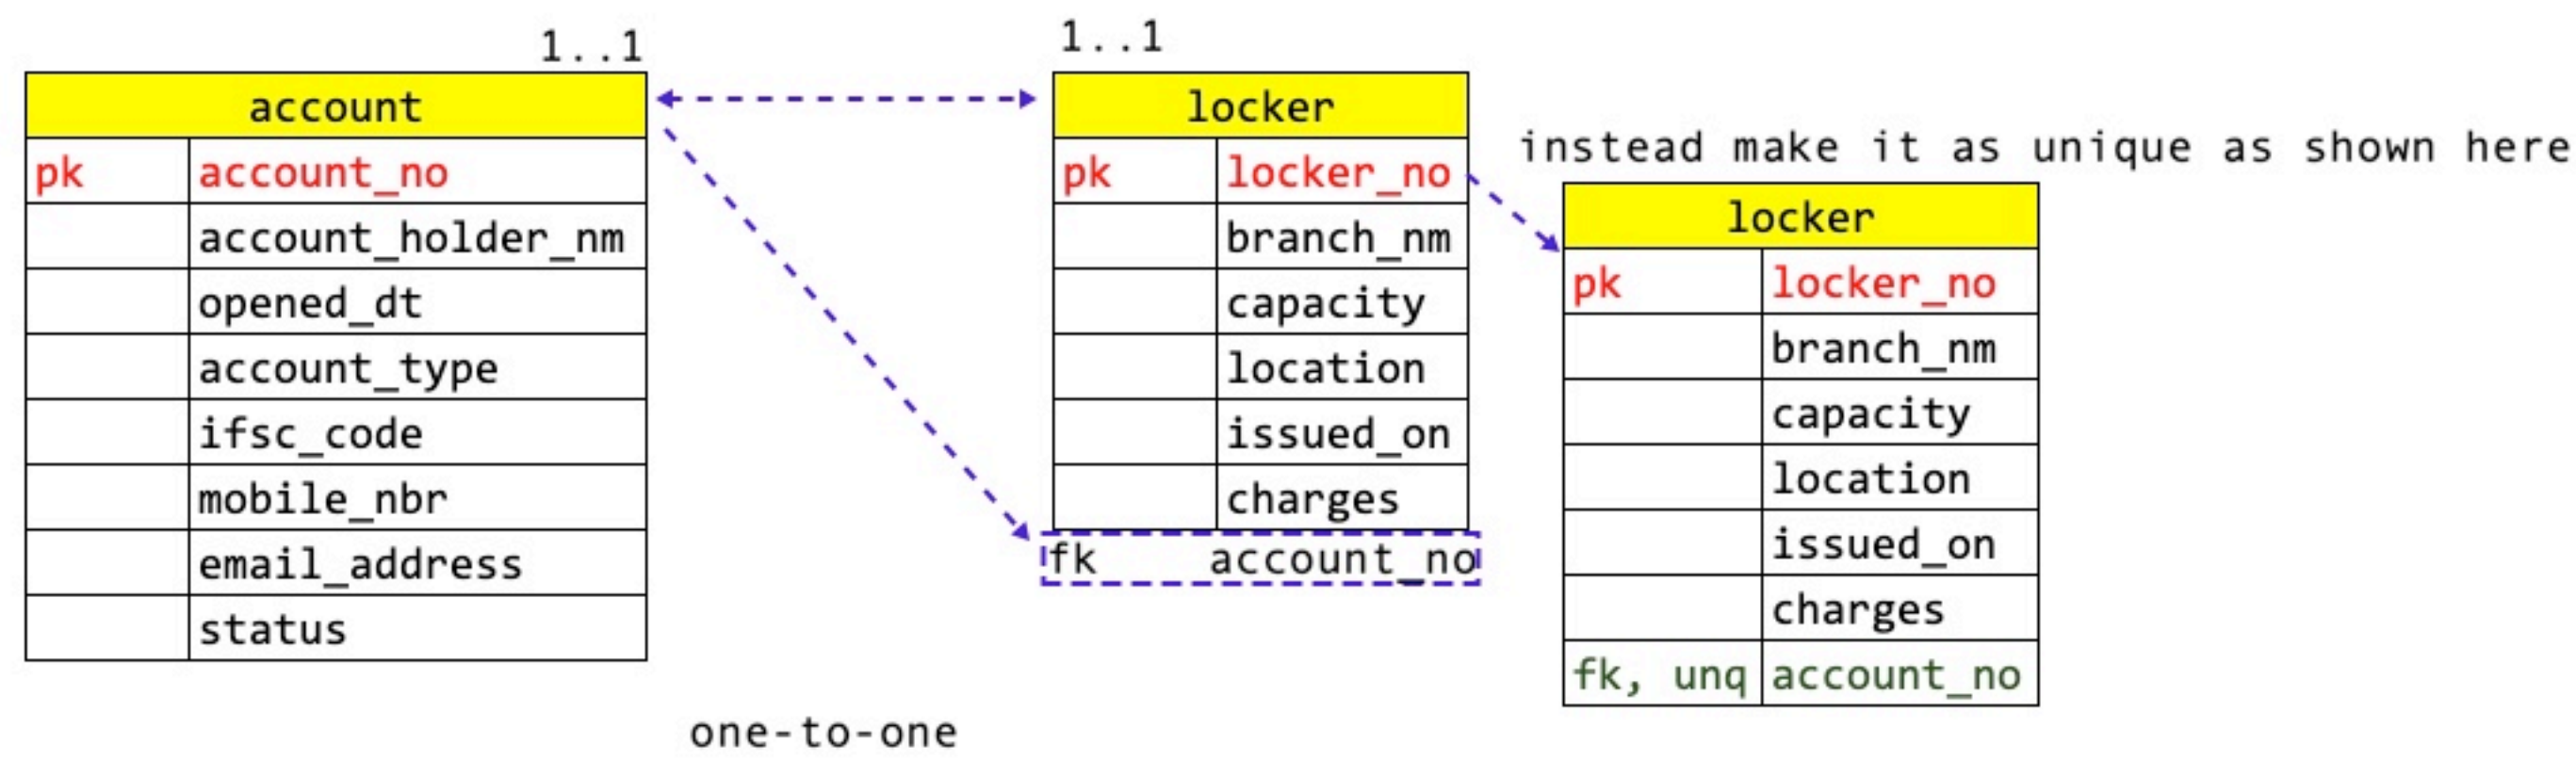 1..1
account
pk account_no
account_holder_nm
opened_dt
account_type
ifsc_code
mobile_nbr
email_address
status
1..1
locker
pk locker_no
branch_nm
capacity
location
issued_on
charges
fk account_no
instead make it as unique as shown here
locker
pk locker_no
branch_nm
capacity
location
issued_on
charges
fk, unq account_no
one-to-one